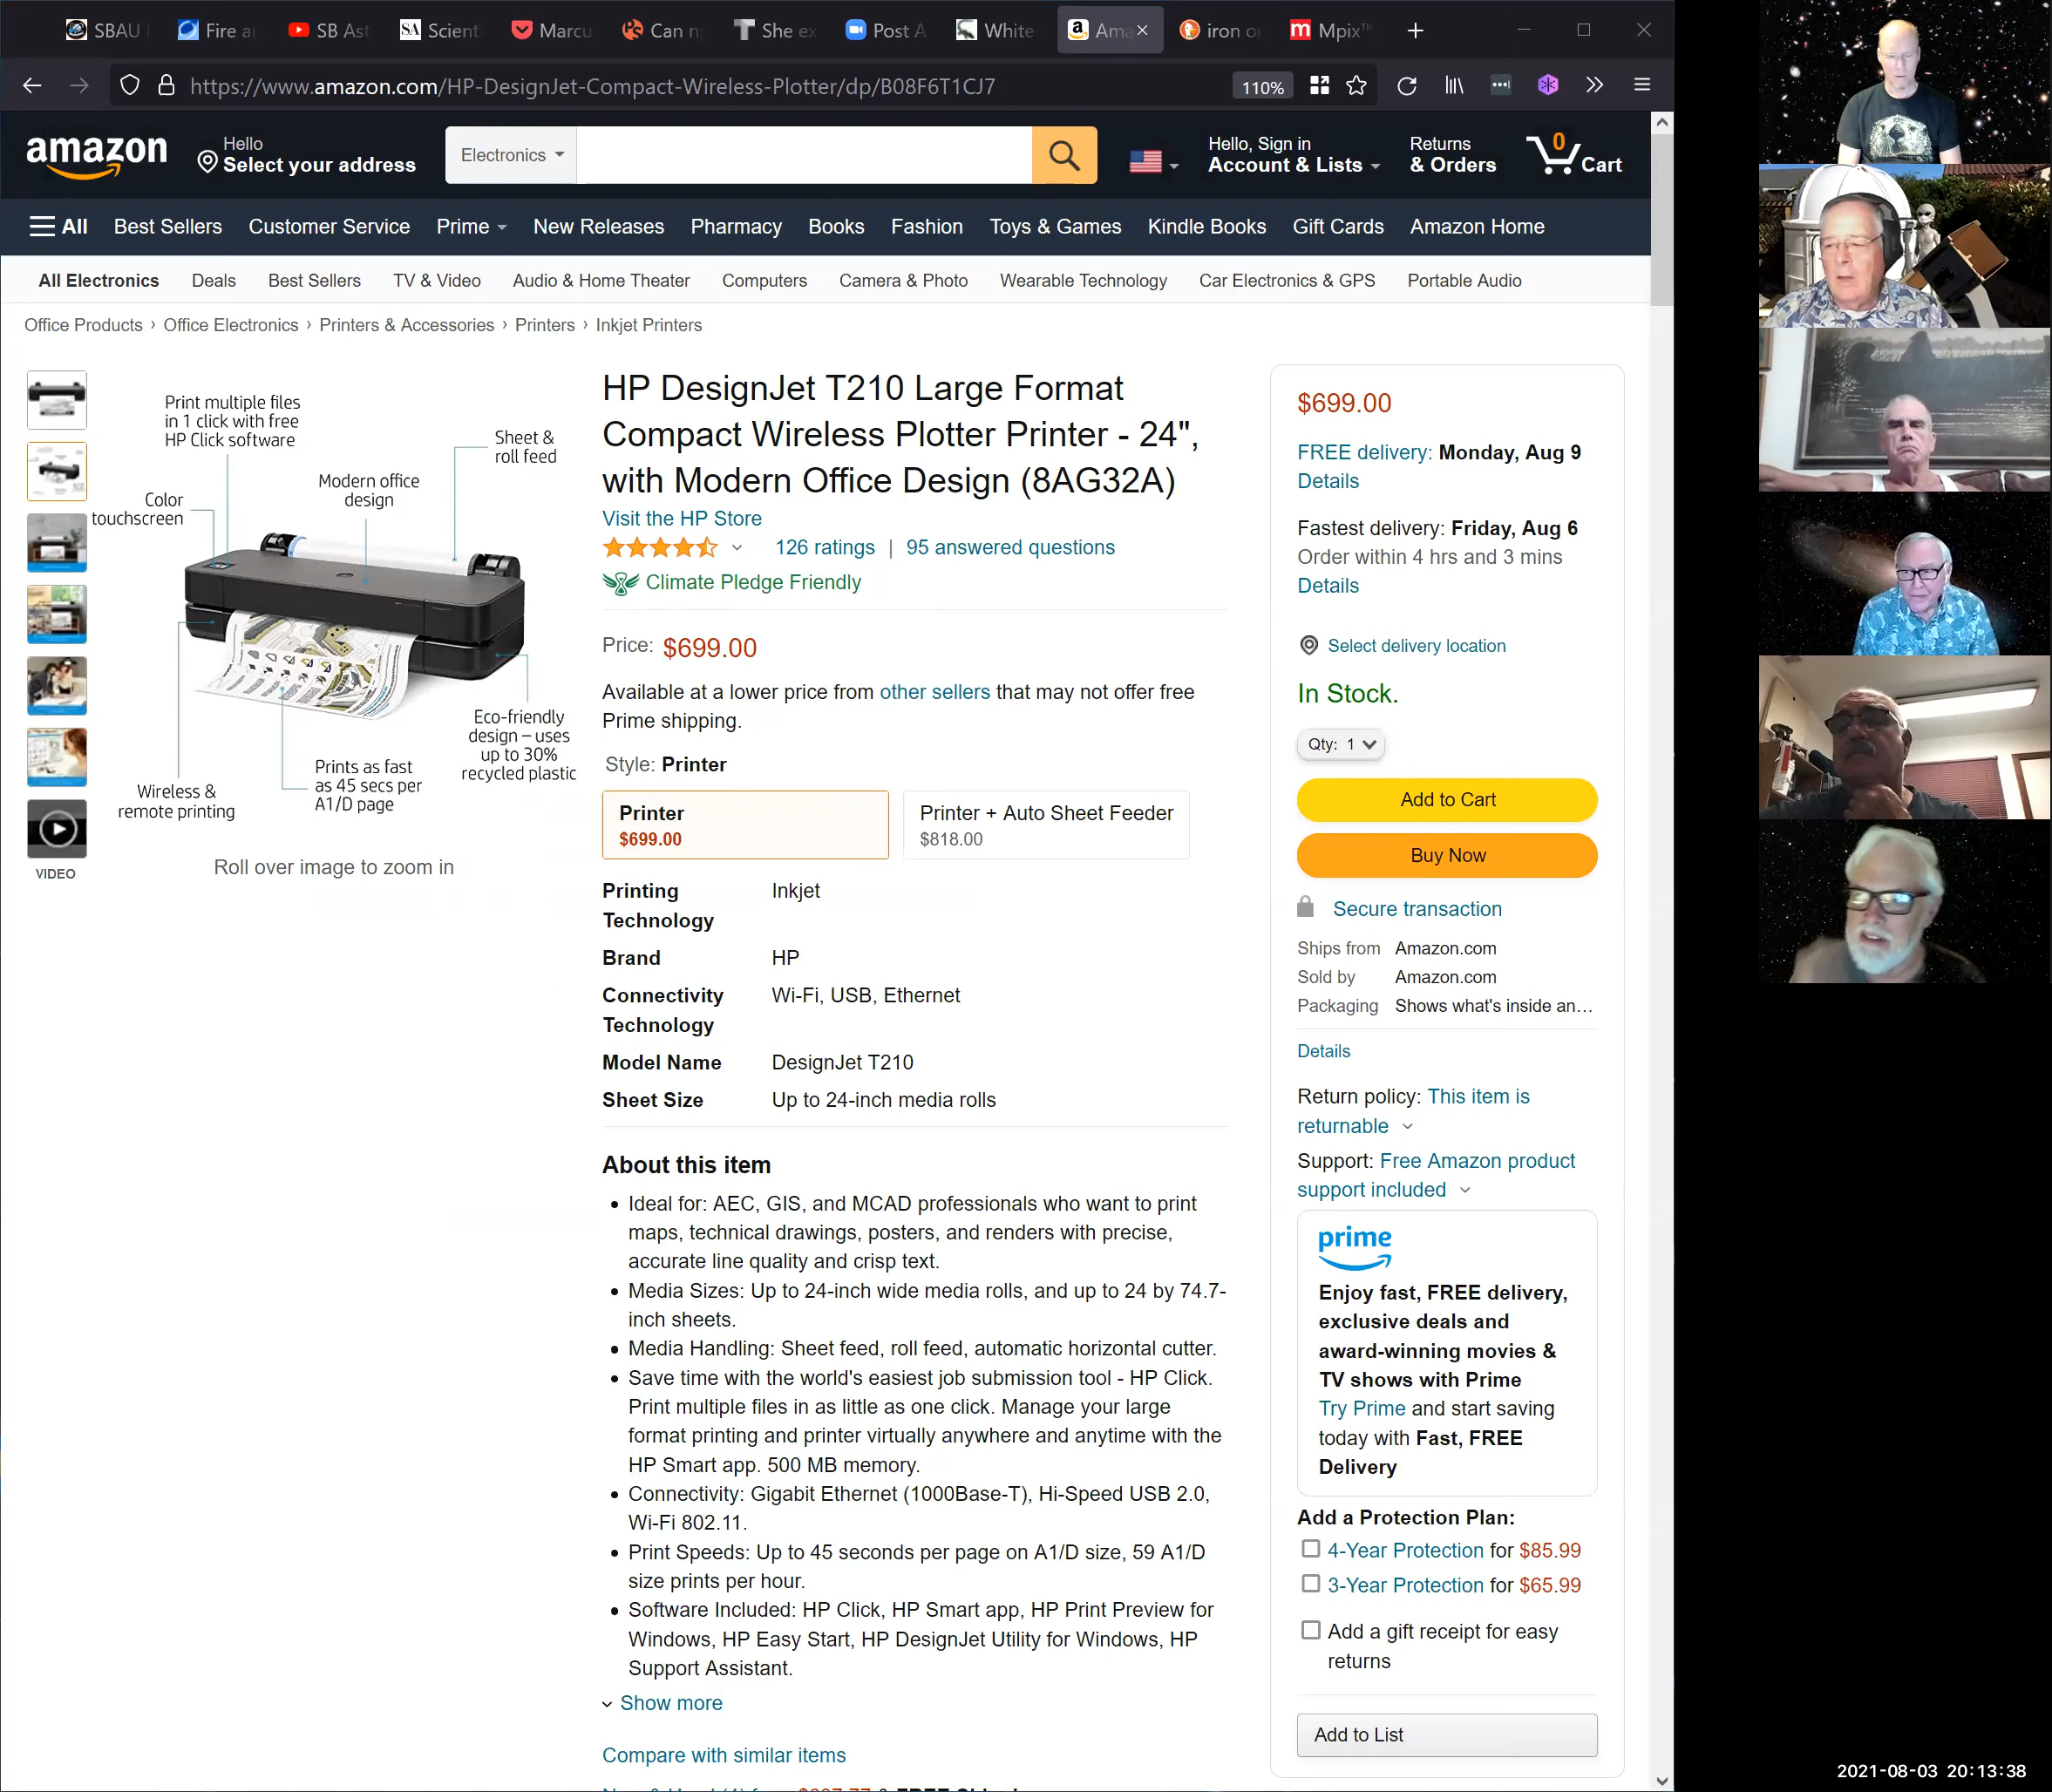 SBAU
Fire a
SB Ast
Scient
Marcu
Can n
She ex
Post A
White
Ama
iron o
Mpix™
https://www.amazon.com/HP-DesignJet-Compact-Wireless-Plotter/dp/B08F6T1CJ7
110%
amazon
Hello
Select your address
Electronics
Hello, Sign in
Account & Lists
Returns
& Orders
0
Cart
All
Best Sellers
Customer Service
Prime
New Releases
Pharmacy
Books
Fashion
Toys & Games
Kindle Books
Gift Cards
Amazon Home
All Electronics
Deals
Best Sellers
TV & Video
Audio & Home Theater
Computers
Camera & Photo
Wearable Technology
Car Electronics & GPS
Portable Audio
Office Products › Office Electronics › Printers & Accessories › Printers › Inkjet Printers
Print multiple files
in 1 click with free
HP Click software
Sheet &
roll feed
Modern office
design
Color
touchscreen
Eco-friendly
design – uses
up to 30%
recycled plastic
Prints as fast
as 45 secs per
A1/D page
Wireless &
remote printing
Roll over image to zoom in
VIDEO
HP DesignJet T210 Large Format
Compact Wireless Plotter Printer - 24",
with Modern Office Design (8AG32A)
Visit the HP Store
126 ratings | 95 answered questions
Climate Pledge Friendly
Price: $699.00
Available at a lower price from other sellers that may not offer free
Prime shipping.
Style: Printer
Printer
$699.00
Printer + Auto Sheet Feeder
$818.00
Printing Inkjet
Technology
Brand HP
Connectivity Wi-Fi, USB, Ethernet
Technology
Model Name DesignJet T210
Sheet Size Up to 24-inch media rolls
About this item
• Ideal for: AEC, GIS, and MCAD professionals who want to print
maps, technical drawings, posters, and renders with precise,
accurate line quality and crisp text.
• Media Sizes: Up to 24-inch wide media rolls, and up to 24 by 74.7-
inch sheets.
• Media Handling: Sheet feed, roll feed, automatic horizontal cutter.
• Save time with the world's easiest job submission tool - HP Click.
Print multiple files in as little as one click. Manage your large
format printing and printer virtually anywhere and anytime with the
HP Smart app. 500 MB memory.
• Connectivity: Gigabit Ethernet (1000Base-T), Hi-Speed USB 2.0,
Wi-Fi 802.11.
• Print Speeds: Up to 45 seconds per page on A1/D size, 59 A1/D
size prints per hour.
• Software Included: HP Click, HP Smart app, HP Print Preview for
Windows, HP Easy Start, HP DesignJet Utility for Windows, HP
Support Assistant.
Show more
Compare with similar items
$699.00
FREE delivery: Monday, Aug 9
Details
Fastest delivery: Friday, Aug 6
Order within 4 hrs and 3 mins
Details
Select delivery location
In Stock.
Qty: 1
Add to Cart
Buy Now
Secure transaction
Ships from Amazon.com
Sold by Amazon.com
Packaging Shows what's inside an…
Details
Return policy: This item is
returnable
Support: Free Amazon product
support included
prime
Enjoy fast, FREE delivery,
exclusive deals and
award-winning movies &
TV shows with Prime
Try Prime and start saving
today with Fast, FREE
Delivery
Add a Protection Plan:
4-Year Protection for $85.99
3-Year Protection for $65.99
Add a gift receipt for easy
returns
Add to List
2021-08-03 20:13:38